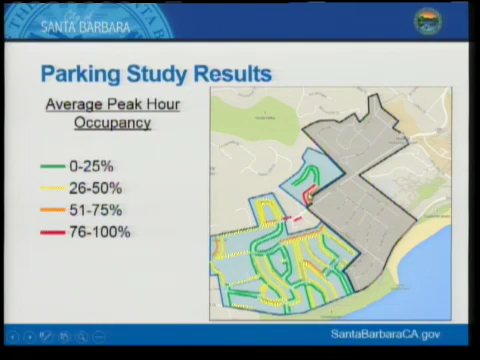 SANTA BARBARA
Parking Study Results
Average Peak Hour
Occupancy
0-25%
26-50%
51-75%
76-100%
SantaBarbaraCA.gov